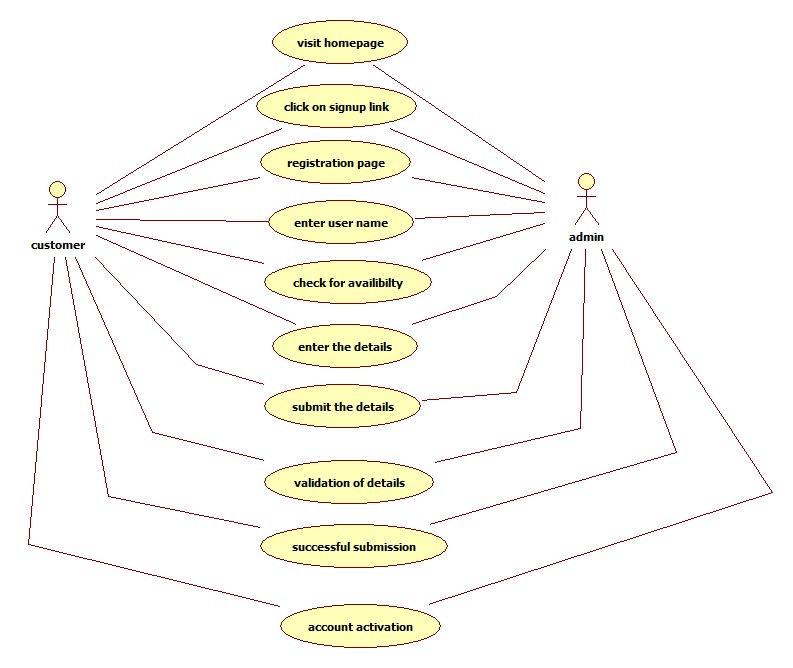 visit homepage
click on signup link
registration page
enter user name
customer
admin
check for availibilty
enter the details
submit the details
validation of details
successful submission
account activation